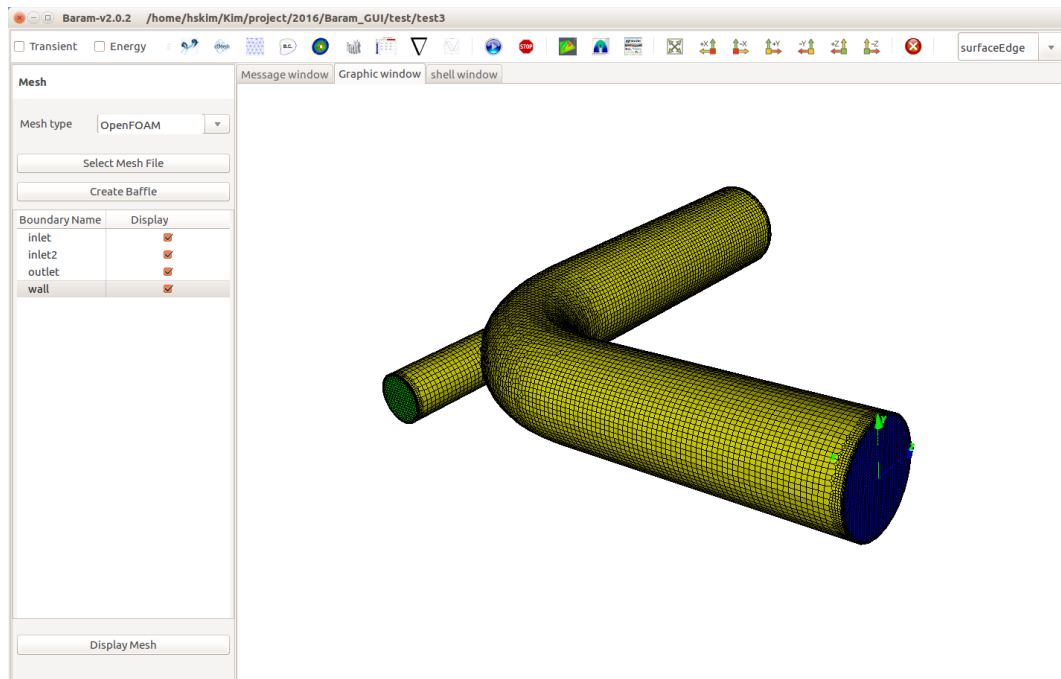 Baram-v2.0.2 /home/hskim/Kim/project/2016/Baram_GUI/test/test3
Transient Energy B.C. STOP +X -X +Y -Y +Z -Z surfaceEdge
Mesh
Message window Graphic window shell window
Mesh type OpenFOAM
Select Mesh File
Create Baffle
Boundary Name Display
inlet
inlet2
outlet
wall
Y
Display Mesh